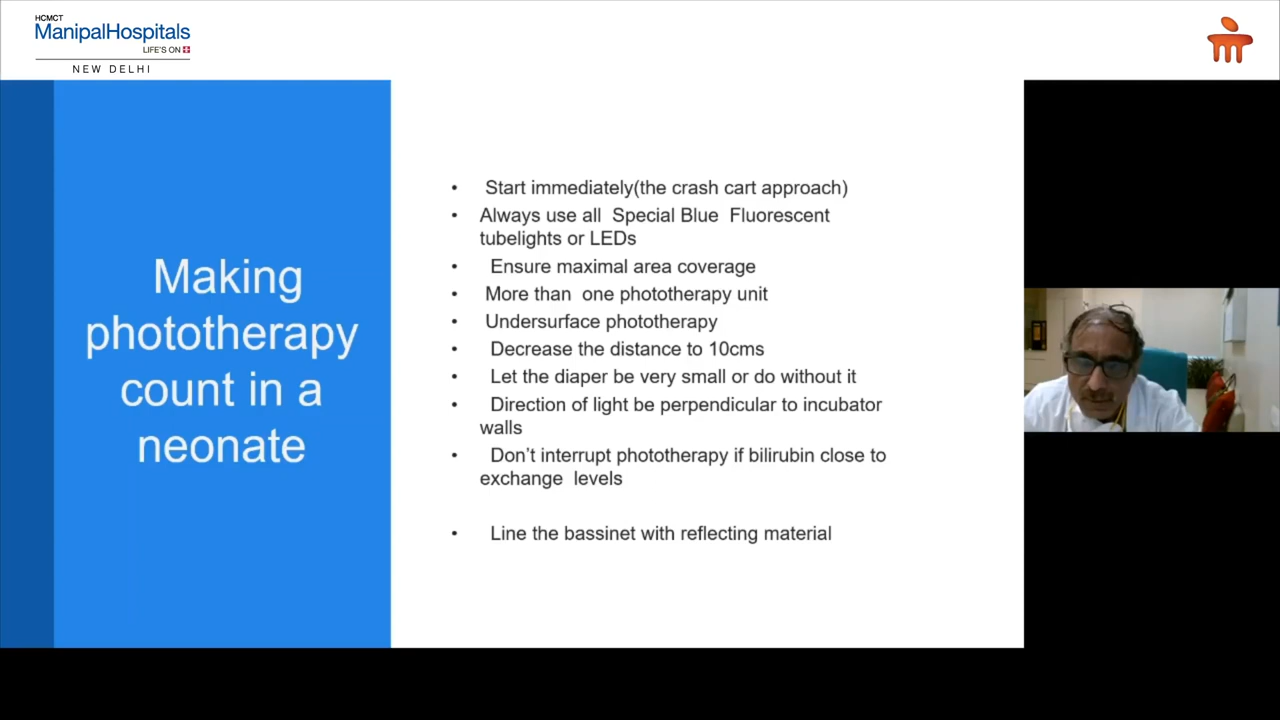 HCMCT
ManipalHospitals
LIFE'S ON
NEW DELHI
Making
phototherapy
count in a
neonate
• Start immediately(the crash cart approach)
• Always use all Special Blue Fluorescent
tubelights or LEDs
• Ensure maximal area coverage
• More than one phototherapy unit
• Undersurface phototherapy
• Decrease the distance to 10cms
• Let the diaper be very small or do without it
• Direction of light be perpendicular to incubator
walls
• Don't interrupt phototherapy if bilirubin close to
exchange levels
• Line the bassinet with reflecting material